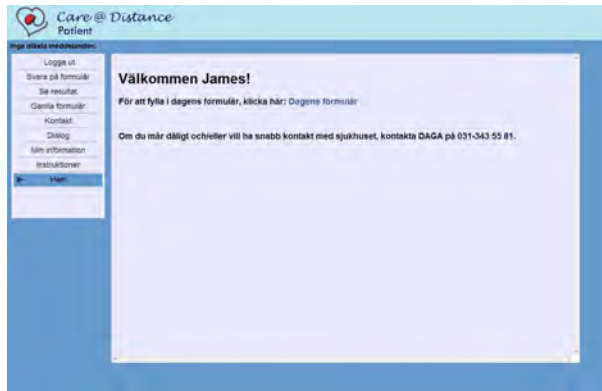 Care @ Distance
Patient
Inga olästa meddelanden.
Logga ut
Svara på formulär
Se resultat
Gamla formulär
Kontakt
Dialog
Min information
Instruktioner
Hem
Välkommen James!
För att fylla i dagens formulär, klicka här: Dagens formulär
Om du mår dåligt och/eller vill ha snabb kontakt med sjukhuset, kontakta DAGA på 031-343 55 81.